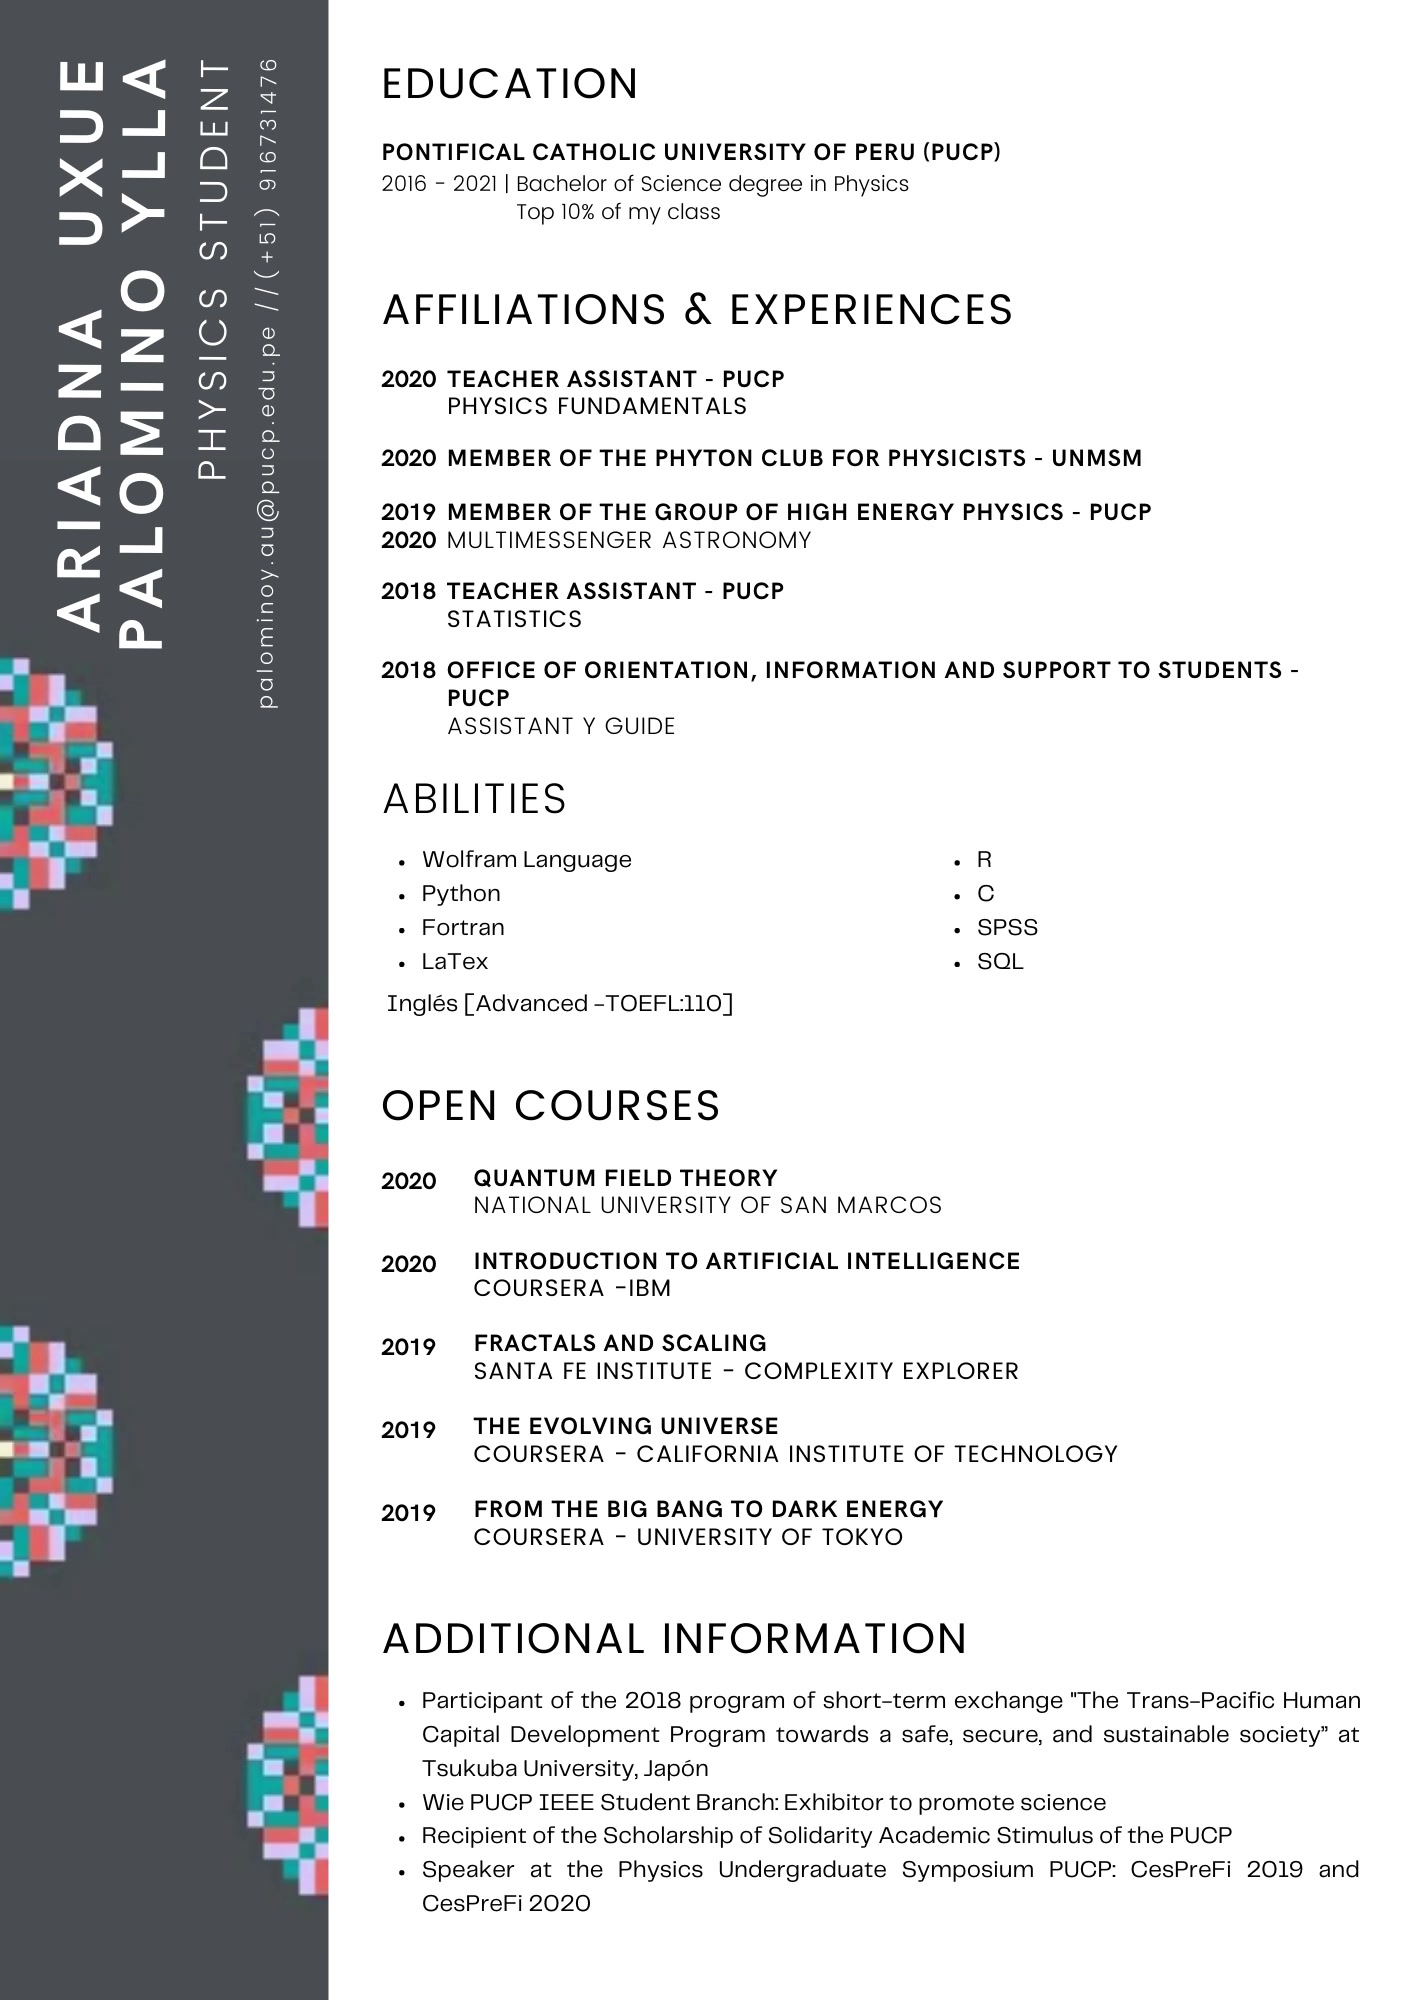 ARIADNA UXUE
PALOMINO YLLA
PHYSICS STUDENT
palominoy.au@pucp.edu.pe //(+51) 916731476
EDUCATION
PONTIFICAL CATHOLIC UNIVERSITY OF PERU (PUCP)
2016 - 2021 | Bachelor of Science degree in Physics
Top 10% of my class
AFFILIATIONS & EXPERIENCES
2020 TEACHER ASSISTANT - PUCP
PHYSICS FUNDAMENTALS
2020 MEMBER OF THE PHYTON CLUB FOR PHYSICISTS - UNMSM
2019 MEMBER OF THE GROUP OF HIGH ENERGY PHYSICS - PUCP
2020 MULTIMESSENGER ASTRONOMY
2018 TEACHER ASSISTANT - PUCP
STATISTICS
2018 OFFICE OF ORIENTATION, INFORMATION AND SUPPORT TO STUDENTS -
PUCP
ASSISTANT Y GUIDE
ABILITIES
• Wolfram Language
• Python
• Fortran
• LaTex
• R
• C
• SPSS
• SQL
Inglés [Advanced -TOEFL:110]
OPEN COURSES
2020 QUANTUM FIELD THEORY
NATIONAL UNIVERSITY OF SAN MARCOS
2020 INTRODUCTION TO ARTIFICIAL INTELLIGENCE
COURSERA -IBM
2019 FRACTALS AND SCALING
SANTA FE INSTITUTE - COMPLEXITY EXPLORER
2019 THE EVOLVING UNIVERSE
COURSERA - CALIFORNIA INSTITUTE OF TECHNOLOGY
2019 FROM THE BIG BANG TO DARK ENERGY
COURSERA - UNIVERSITY OF TOKYO
ADDITIONAL INFORMATION
• Participant of the 2018 program of short-term exchange "The Trans-Pacific Human
Capital Development Program towards a safe, secure, and sustainable society” at
Tsukuba University, Japón
• Wie PUCP IEEE Student Branch: Exhibitor to promote science
• Recipient of the Scholarship of Solidarity Academic Stimulus of the PUCP
• Speaker at the Physics Undergraduate Symposium PUCP: CesPreFi 2019 and
CesPreFi 2020